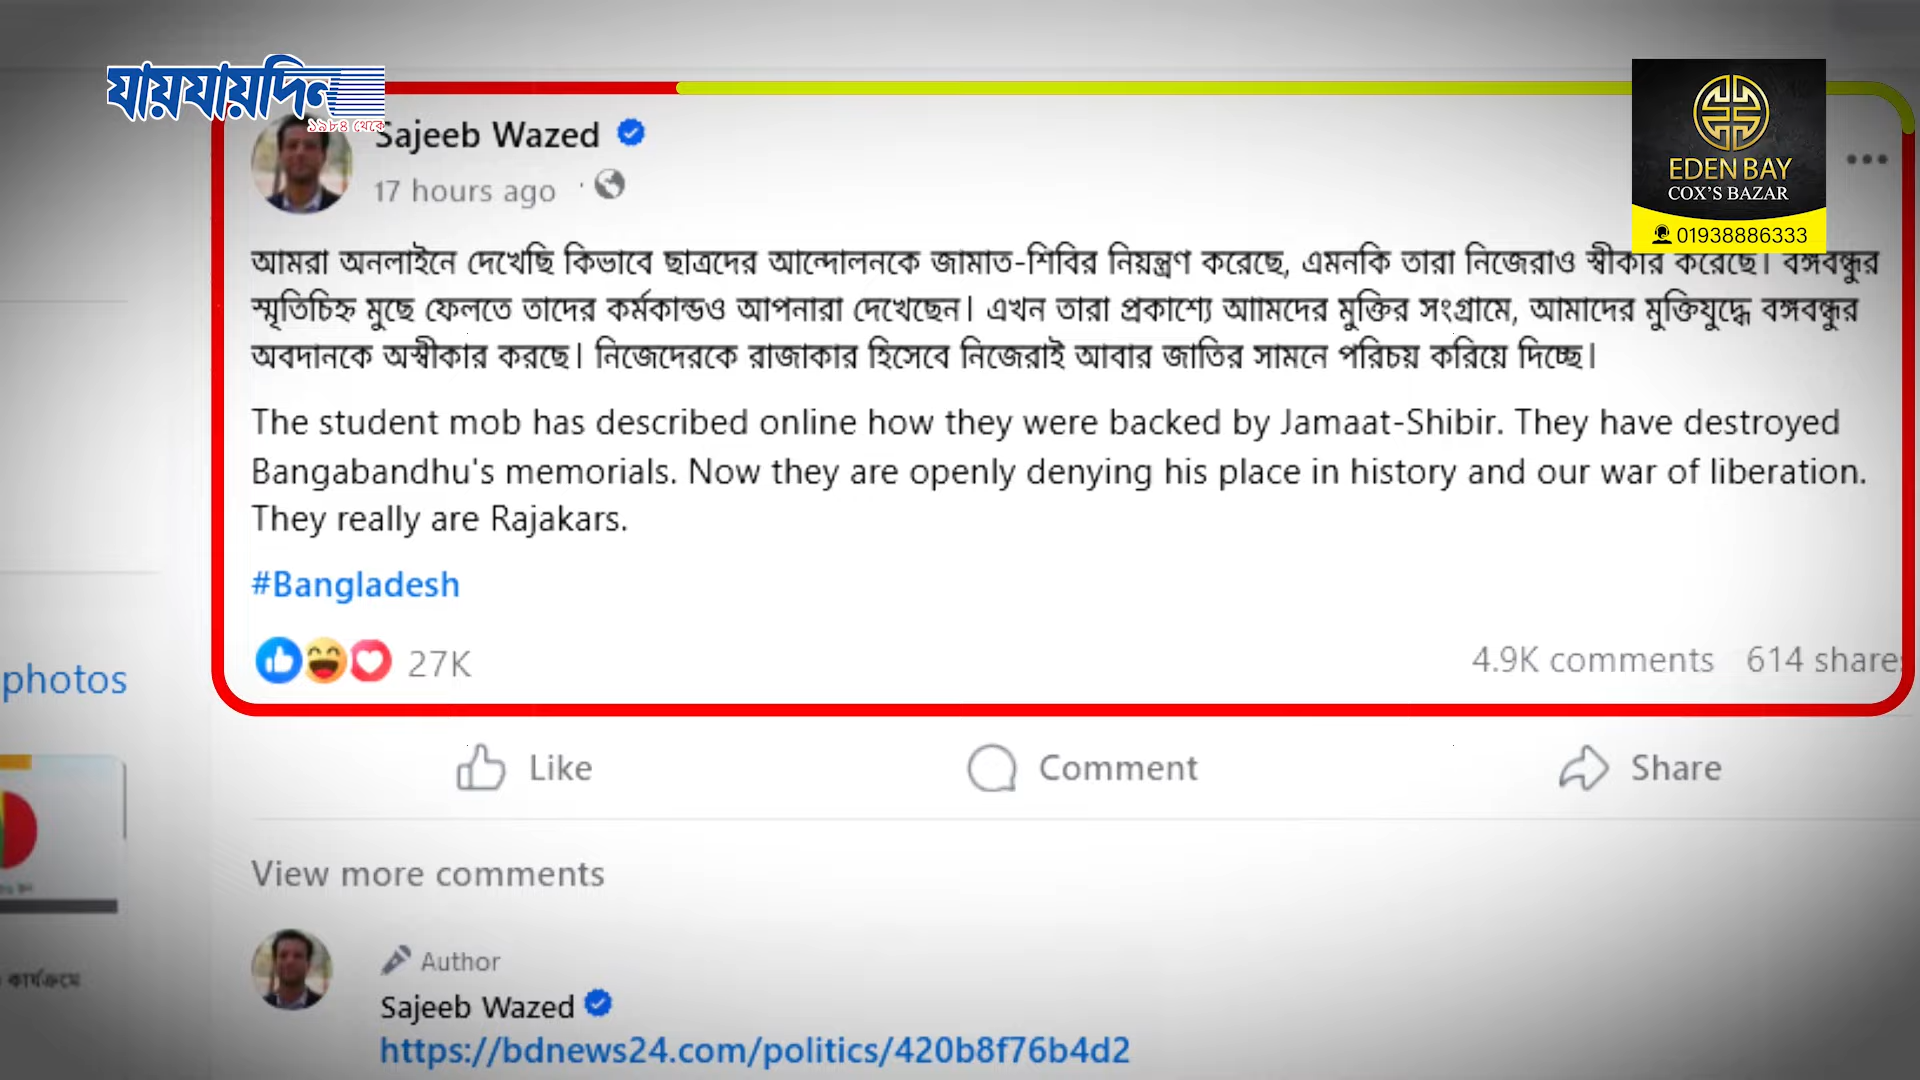 যায়যায়দিন
১৯৮৪ থেকে
Sajeeb Wazed
17 hours ago
EDEN BAY
COX'S BAZAR
01938886333
আমরা অনলাইনে দেখেছি কিভাবে ছাত্রদের আন্দোলনকে জামাত-শিবির নিয়ন্ত্রণ করেছে, এমনকি তারা নিজেরাও স্বীকার করেছে। বঙ্গবন্ধুর
স্মৃতিচিহ্ন মুছে ফেলতে তাদের কর্মকান্ডও আপনারা দেখেছেন। এখন তারা প্রকাশ্যে আামদের মুক্তির সংগ্রামে, আমাদের মুক্তিযুদ্ধে বঙ্গবন্ধুর
অবদানকে অস্বীকার করছে। নিজেদেরকে রাজাকার হিসেবে নিজেরাই আবার জাতির সামনে পরিচয় করিয়ে দিচ্ছে।
The student mob has described online how they were backed by Jamaat-Shibir. They have destroyed
Bangabandhu's memorials. Now they are openly denying his place in history and our war of liberation.
They really are Rajakars.
#Bangladesh
27K
4.9K comments 614 share
photos
Like Comment Share
View more comments
Author
Sajeeb Wazed
কার্যক্রমে
https://bdnews24.com/politics/420b8f76b4d2